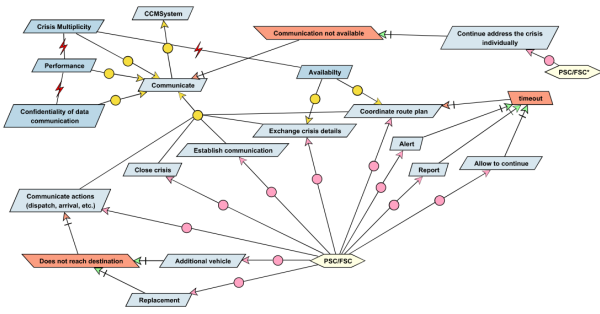 CCMSystem
Crisis Multiplicity
Communication not available
Continue address the crisis
individually
Performance
Availabilty
PSC/FSC*
Communicate
Confidentiality of data
communication
timeout
Coordinate route plan
Exchange crisis details
Alert
Establish communication
Report
Allow to continue
Close crisis
Communicate actions
(dispatch, arrival, etc.)
Does not reach destination
Additional vehicle
PSC/FSC
Replacement